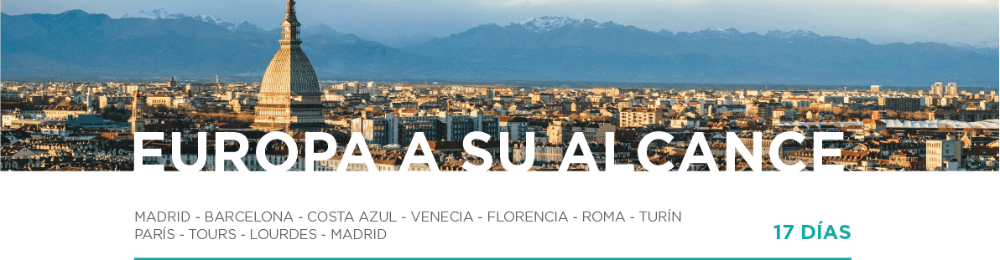 EUROPA A SU ALCANCE
MADRID - BARCELONA - COSTA AZUL - VENECIA - FLORENCIA - ROMA - TURÍN
PARÍS - TOURS - LOURDES - MADRID
17 DÍAS